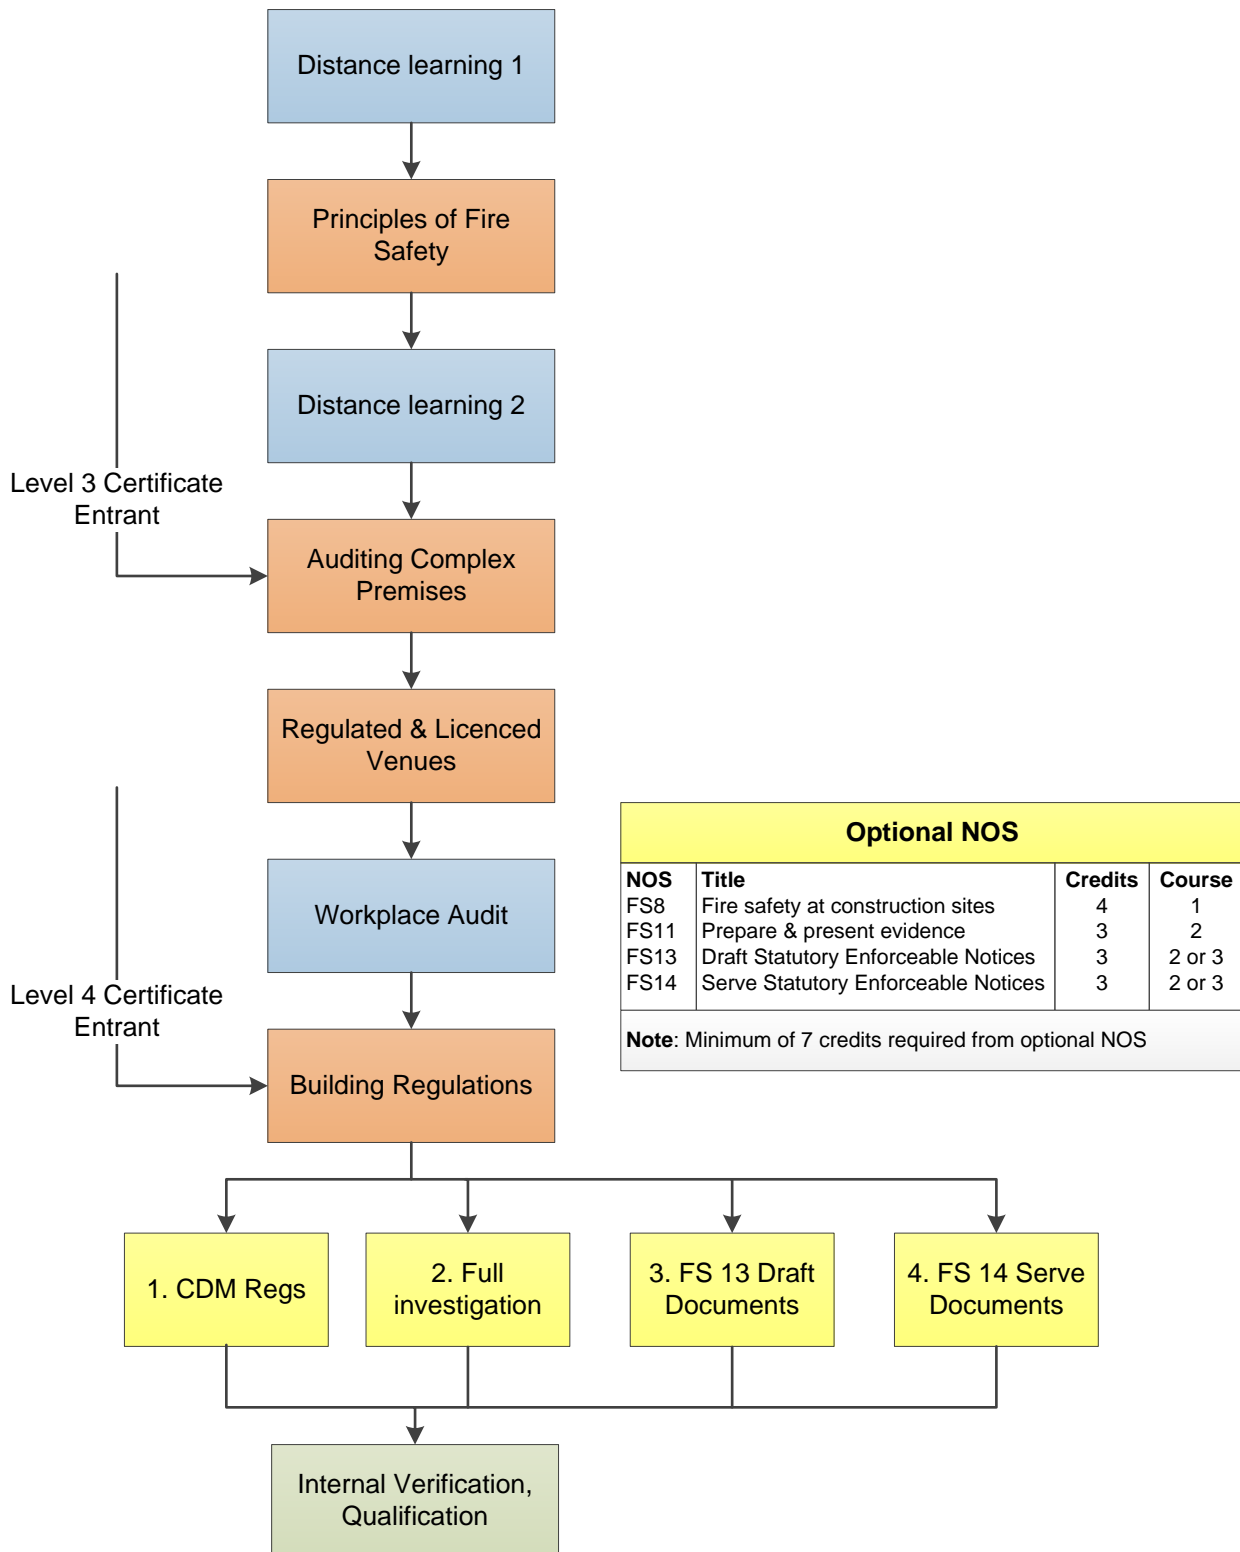 Distance learning 1
Principles of Fire
Safety
Distance learning 2
Level 3 Certificate
Entrant
Auditing Complex
Premises
Regulated & Licenced
Venues
Workplace Audit
Level 4 Certificate
Entrant
Building Regulations
Optional NOS
NOS Title Credits Course
FS8 Fire safety at construction sites 4 1
FS11 Prepare & present evidence 3 2
FS13 Draft Statutory Enforceable Notices 3 2 or 3
FS14 Serve Statutory Enforceable Notices 3 2 or 3
Note: Minimum of 7 credits required from optional NOS
1. CDM Regs
2. Full
investigation
3. FS 13 Draft
Documents
4. FS 14 Serve
Documents
Internal Verification,
Qualification